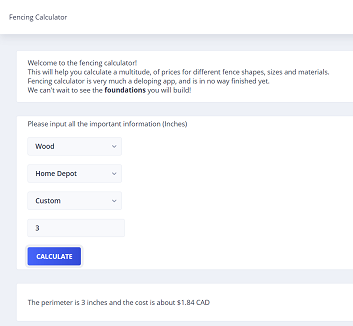 Fencing Calculator
Welcome to the fencing calculator!
This will help you calculate a multitude, of prices for different fence shapes, sizes and materials.
Fencing calculator is very much a deloping app, and is in no way finished yet.
We can't wait to see the foundations you will build!
Please input all the important information (Inches)
Wood
Home Depot
Custom
3
CALCULATE
The perimeter is 3 inches and the cost is about $1.84 CAD